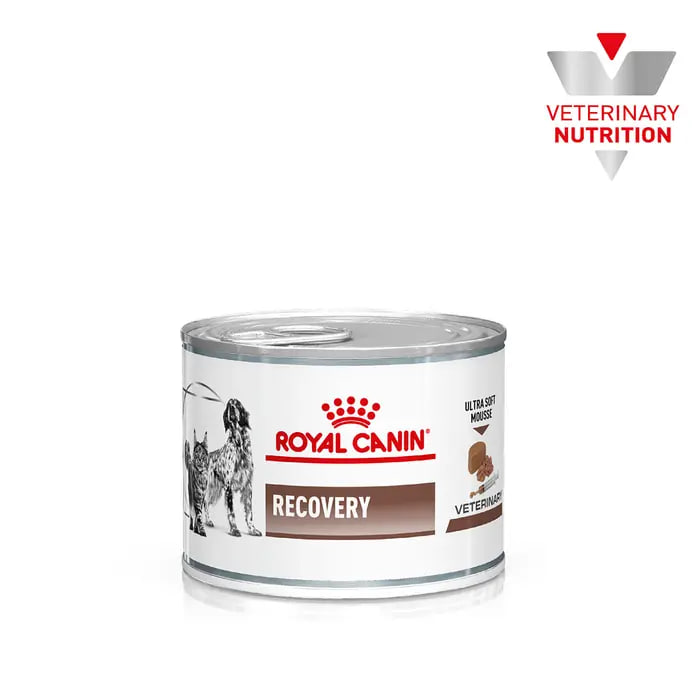 VETERINARY
NUTRITION
ROYAL CANIN®
RECOVERY
ULTRA SOFT
MOUSSE
VETERINARY